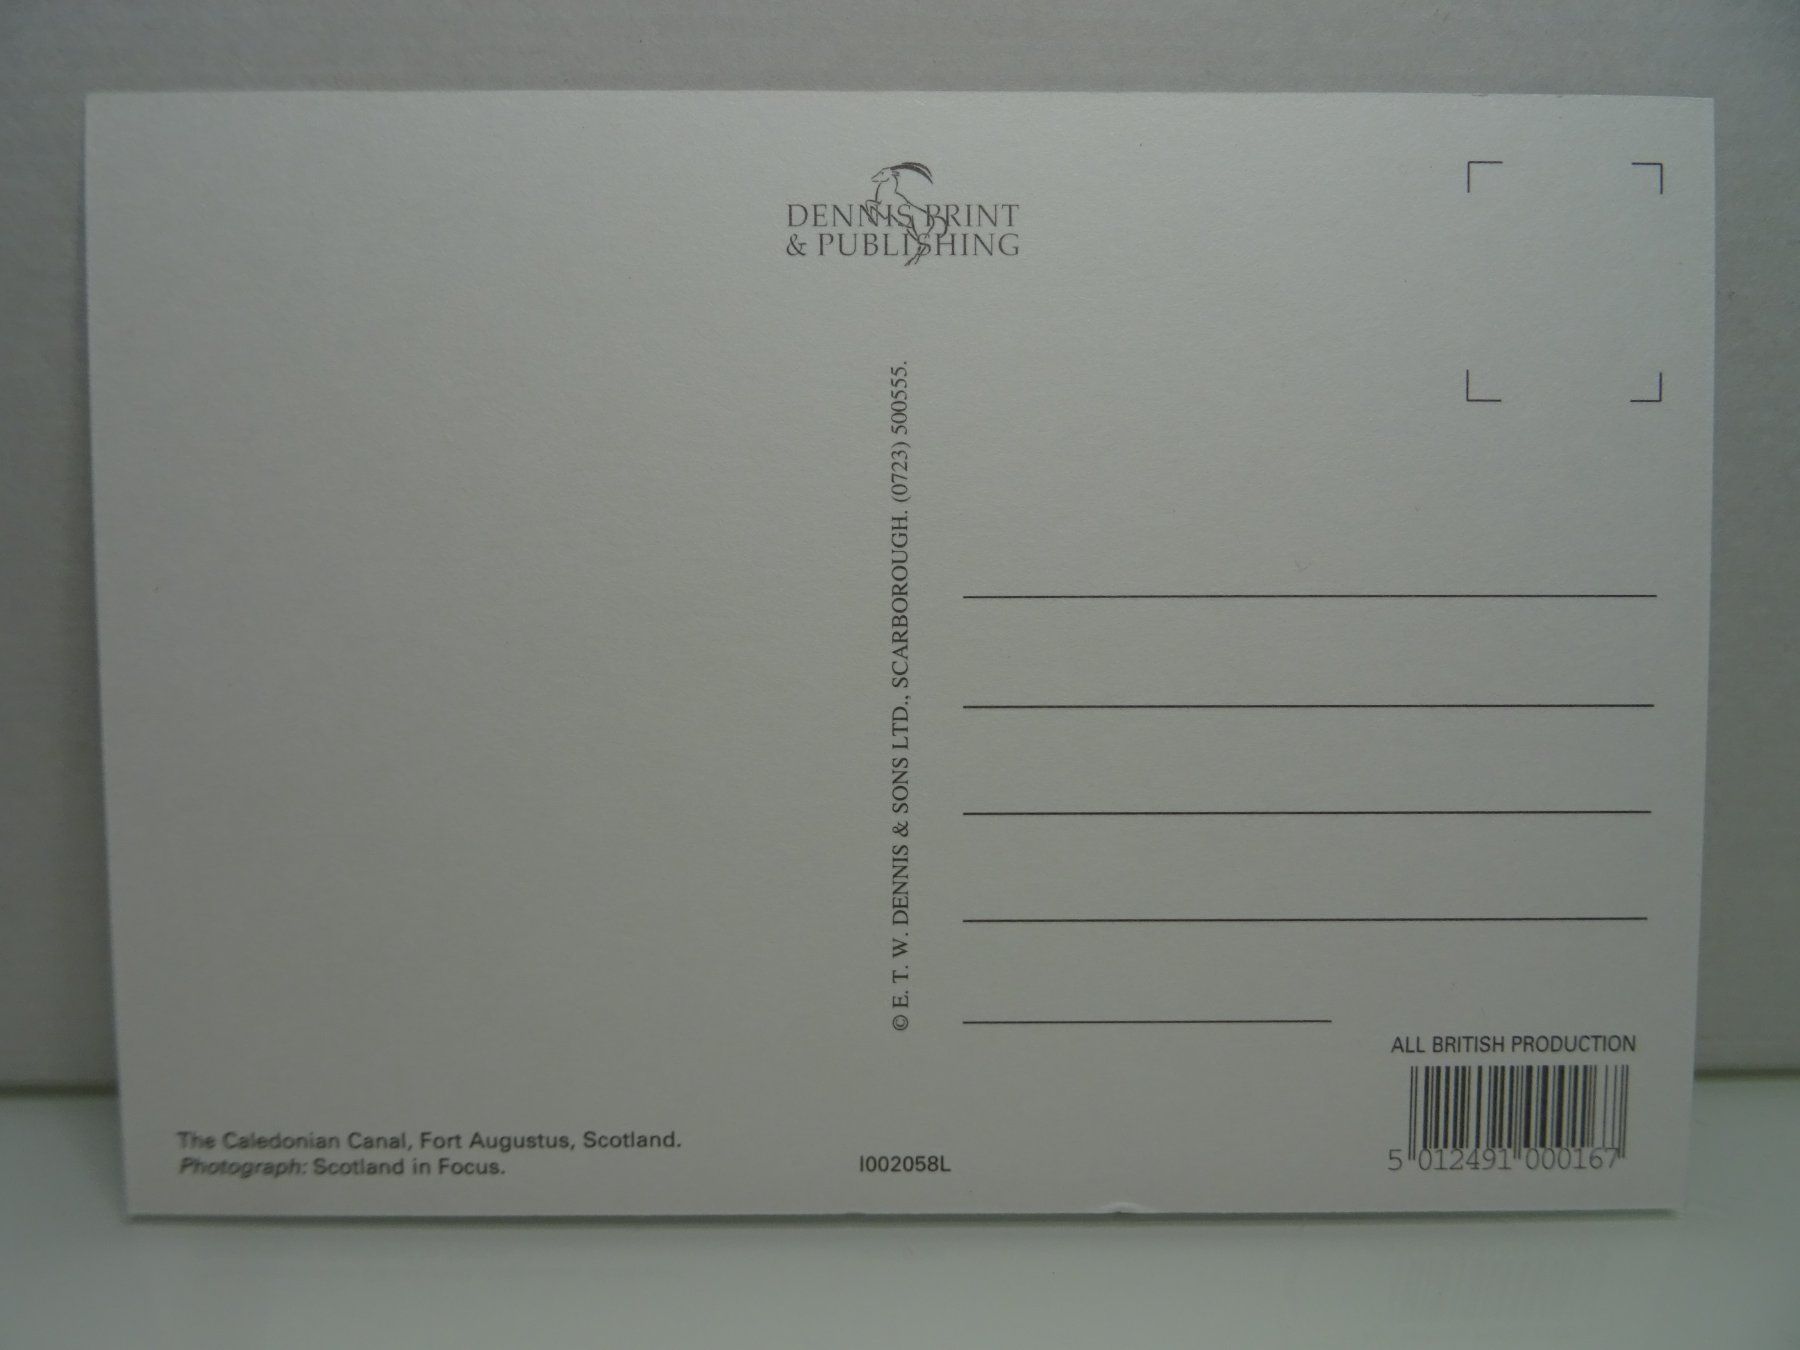 DENNIS PRINT
& PUBLISHING
© E. T. W. DENNIS & SONS LTD., SCARBOROUGH. (0723) 500555.
ALL BRITISH PRODUCTION
5 012491 000167
The Caledonian Canal, Fort Augustus, Scotland.
Photograph: Scotland in Focus.
I002058L